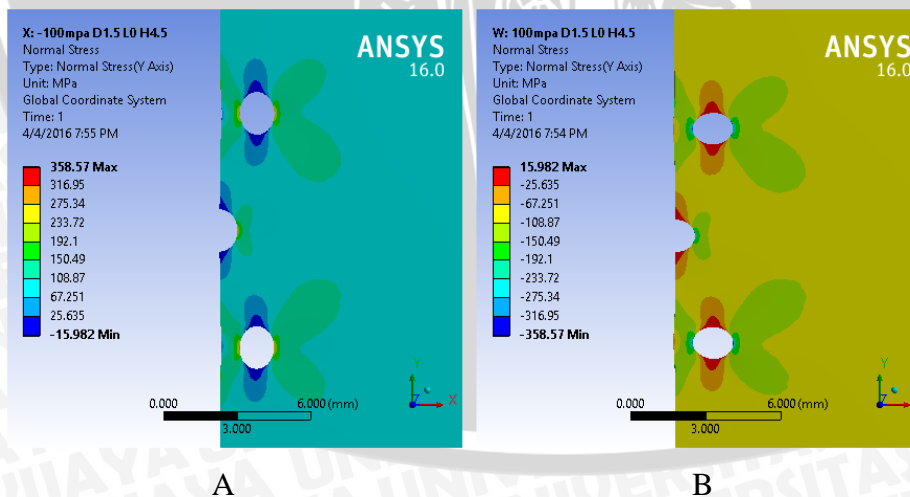 X: -100mpa D1.5 L0 H4.5
Normal Stress
Type: Normal Stress(Y Axis)
Unit: MPa
Global Coordinate System
Time: 1
4/4/2016 7:55 PM
358.57 Max
316.95
275.34
233.72
192.1
150.49
108.87
67.251
25.635
-15.982 Min
ANSYS
16.0
0.000
6.000 (mm)
3.000
Y
Z
X
W: 100mpa D1.5 L0 H4.5
Normal Stress
Type: Normal Stress(Y Axis)
Unit: MPa
Global Coordinate System
Time: 1
4/4/2016 7:54 PM
15.982 Max
-25.635
-67.251
-108.87
-150.49
-192.1
-233.72
-275.34
-316.95
-358.57 Min
ANSYS
16.0
0.000
6.000 (mm)
3.000
Y
Z
A
B